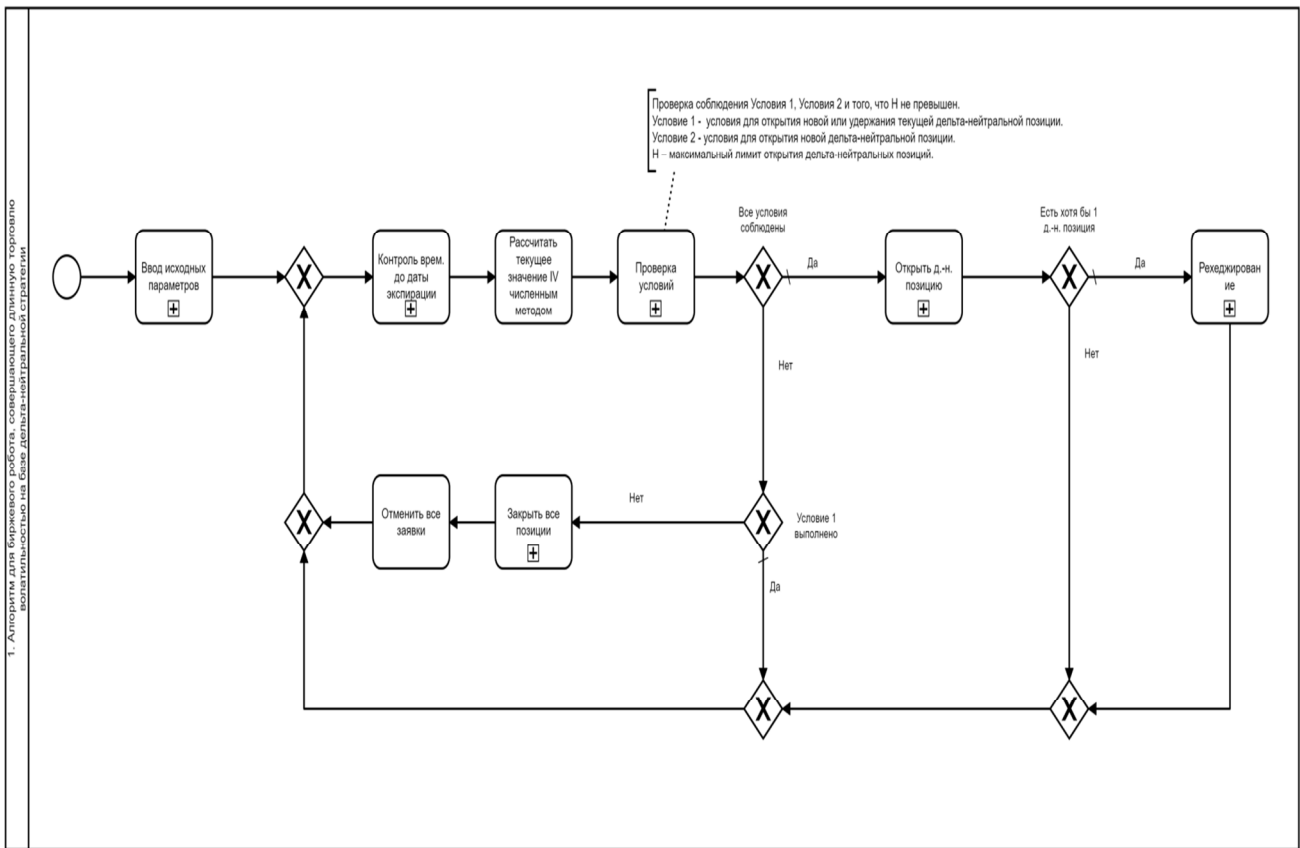 1. Алгоритм для биржевого робота, совершающего длинную торговлю
волатильностью на базе дельта-нейтральной стратегии
Проверка соблюдения Условия 1, Условия 2 и того, что Н не превышен.
Условие 1 - условия для открытия новой или удержания текущей дельта-нейтральной позиции.
Условие 2 - условия для открытия новой дельта-нейтральной позиции.
Н – максимальный лимит открытия дельта-нейтральных позиций.
Ввод исходных
параметров
Контроль врем.
до даты
экспирации
Рассчитать
текущее
значение IV
численным
методом
Проверка
условий
Все условия
соблюдены
Да
Открыть д.-н.
позицию
Есть хотя бы 1
д.-н. позиция
Да
Рехеджирован
ие
Нет
Нет
Отменить все
заявки
Закрыть все
позиции
Нет
Условие 1
выполнено
Да